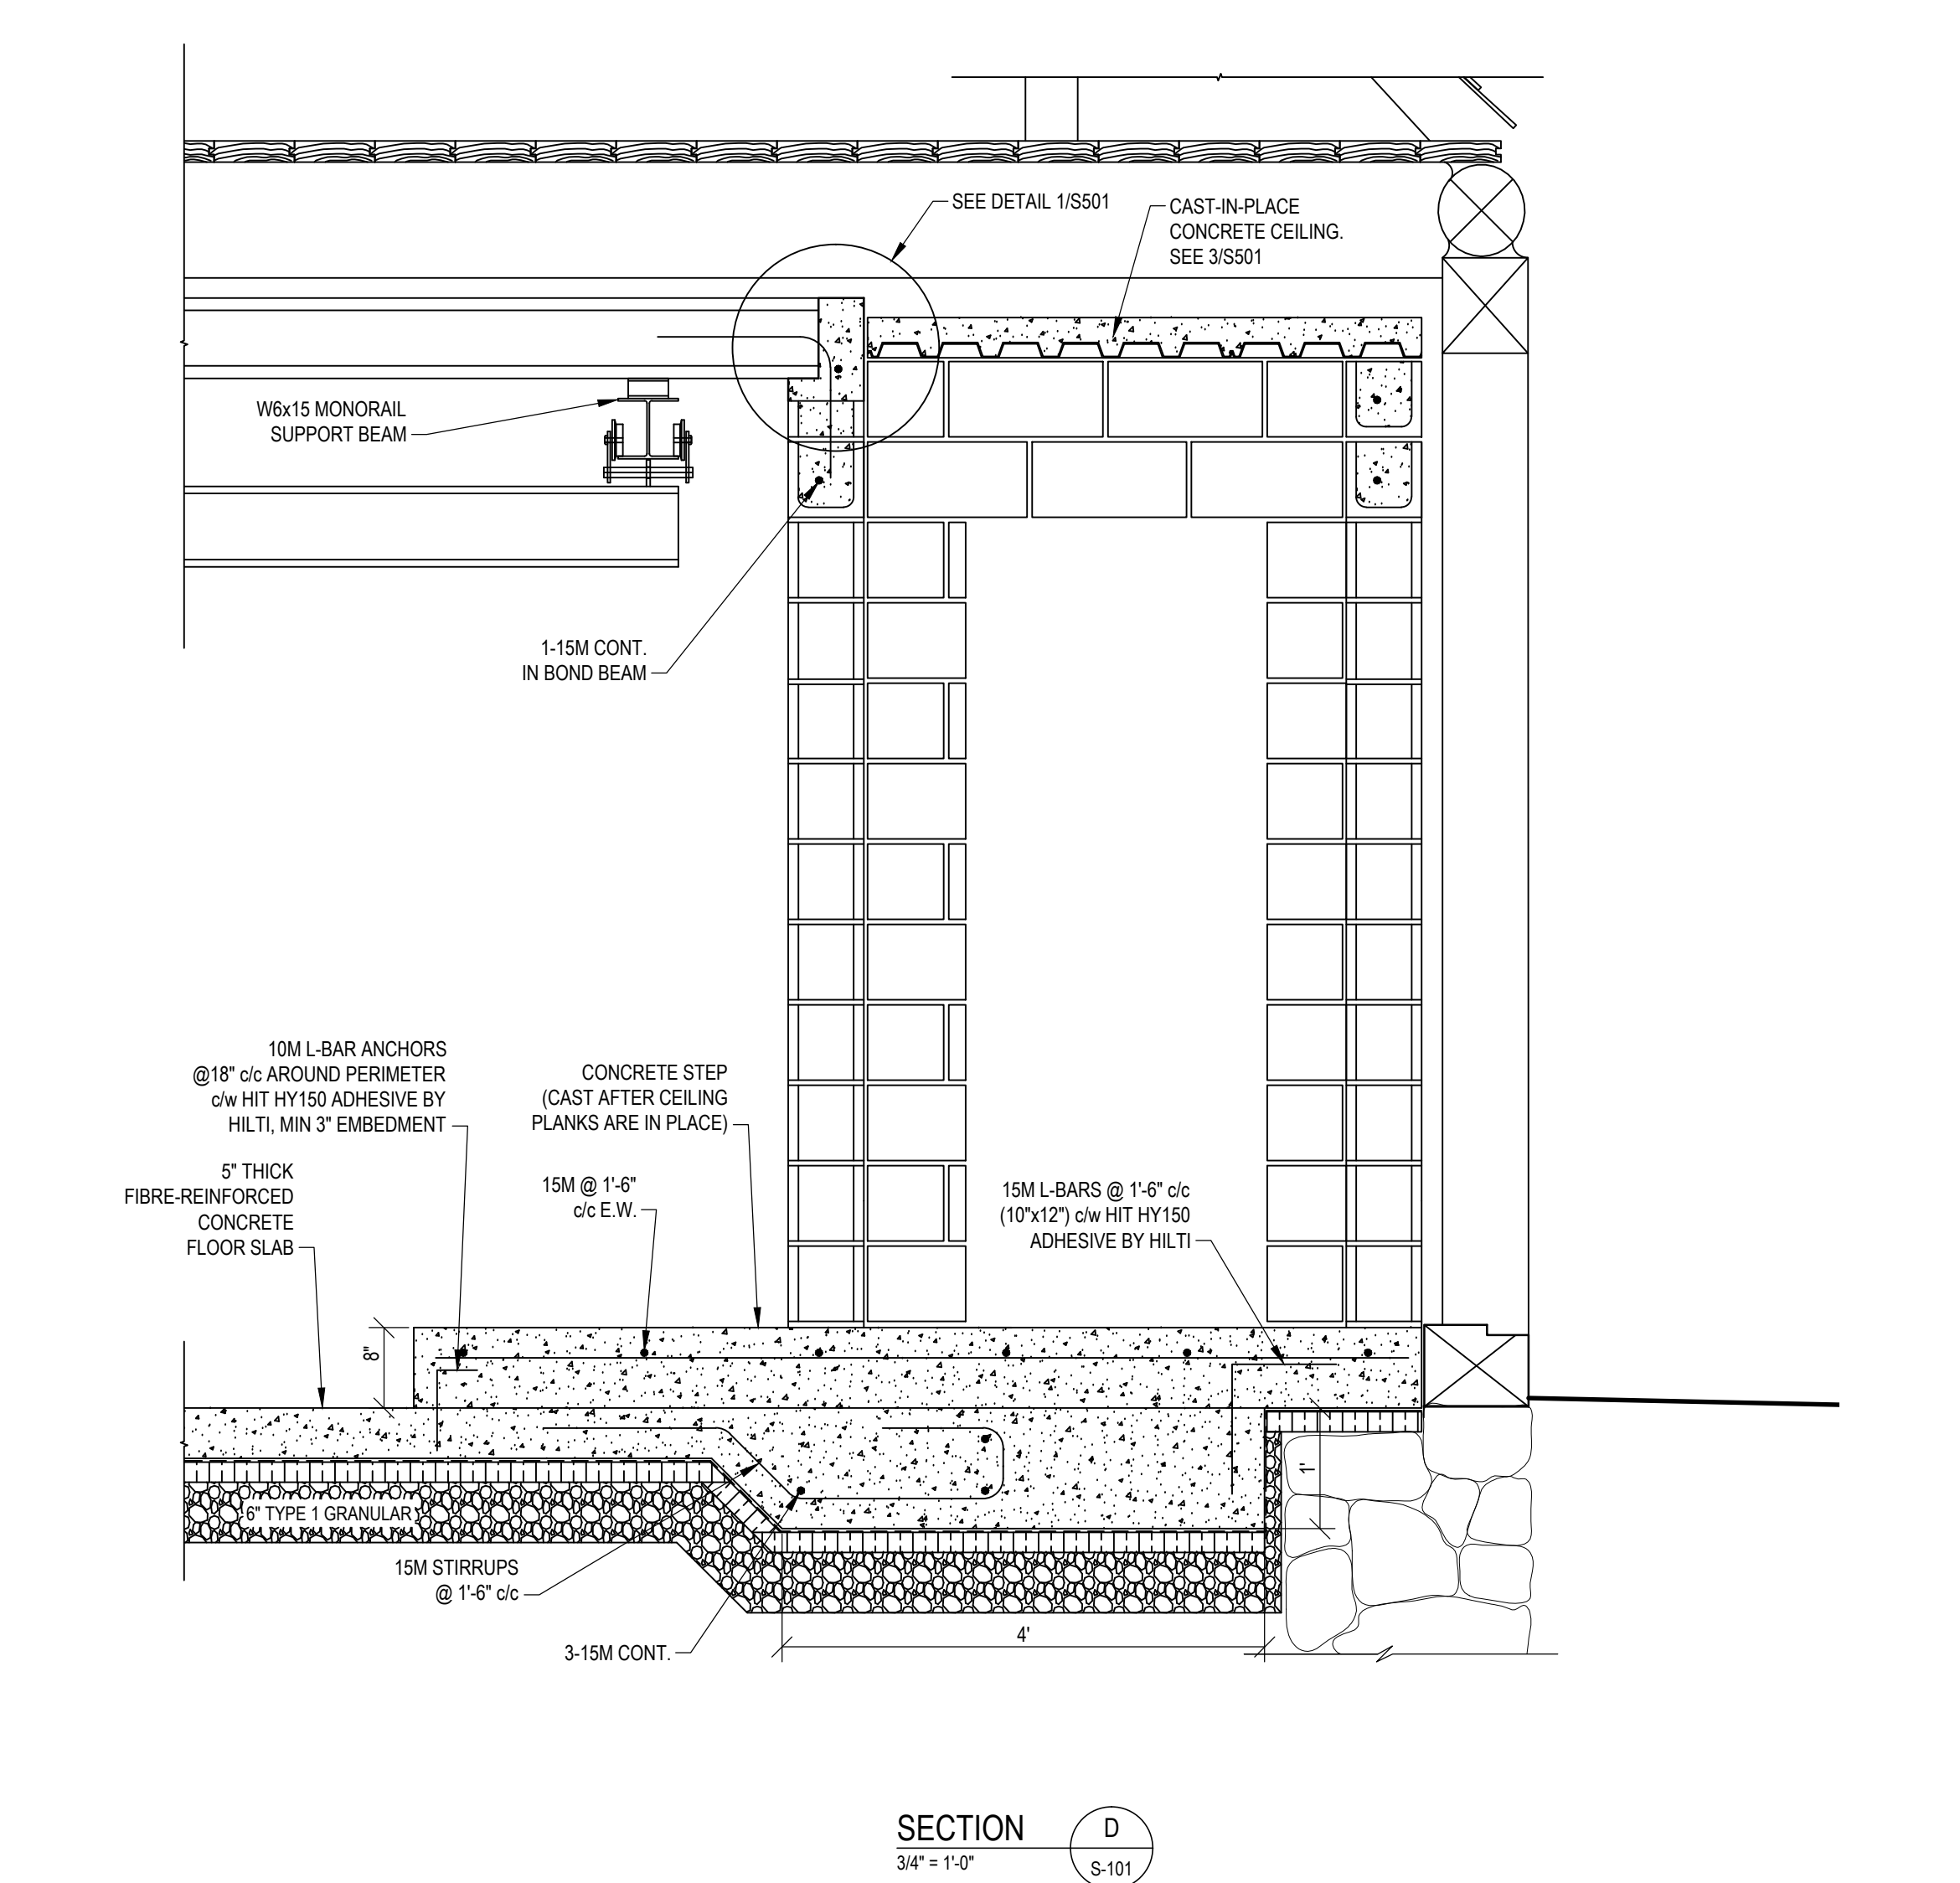 SEE DETAIL 1/S501
CAST-IN-PLACE
CONCRETE CEILING.
SEE 3/S501
W6x15 MONORAIL
SUPPORT BEAM
1-15M CONT.
IN BOND BEAM
10M L-BAR ANCHORS
@18" c/c AROUND PERIMETER
c/w HIT HY150 ADHESIVE BY
HILTI, MIN 3" EMBEDMENT
CONCRETE STEP
(CAST AFTER CEILING
PLANKS ARE IN PLACE)
5" THICK
FIBRE-REINFORCED
CONCRETE
FLOOR SLAB
15M @ 1'-6"
c/c E.W.
15M L-BARS @ 1'-6" c/c
(10"x12") c/w HIT HY150
ADHESIVE BY HILTI
8"
1'
6" TYPE 1 GRANULAR
15M STIRRUPS
@ 1'-6" c/c
3-15M CONT.
4'
SECTION
3/4" = 1'-0"
D
S-101